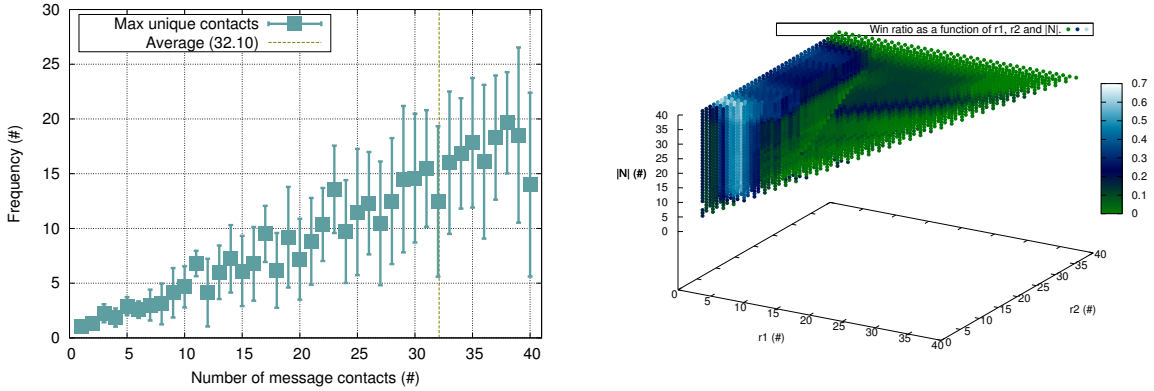 30
25
20
15
10
5
0
Frequency (#)
Max unique contacts
Average (32.10)
0 5 10 15 20 25 30 35 40
Number of message contacts (#)
Win ratio as a function of r1, r2 and |N|.
0.7
0.6
0.5
0.4
0.3
0.2
0.1
0
40
35
30
25
20
15
10
5
0
|N| (#)
0 5 10 15 20 25 30 35 40
r1 (#)
0 5 10 15 20 25 30 35 40
r2 (#)